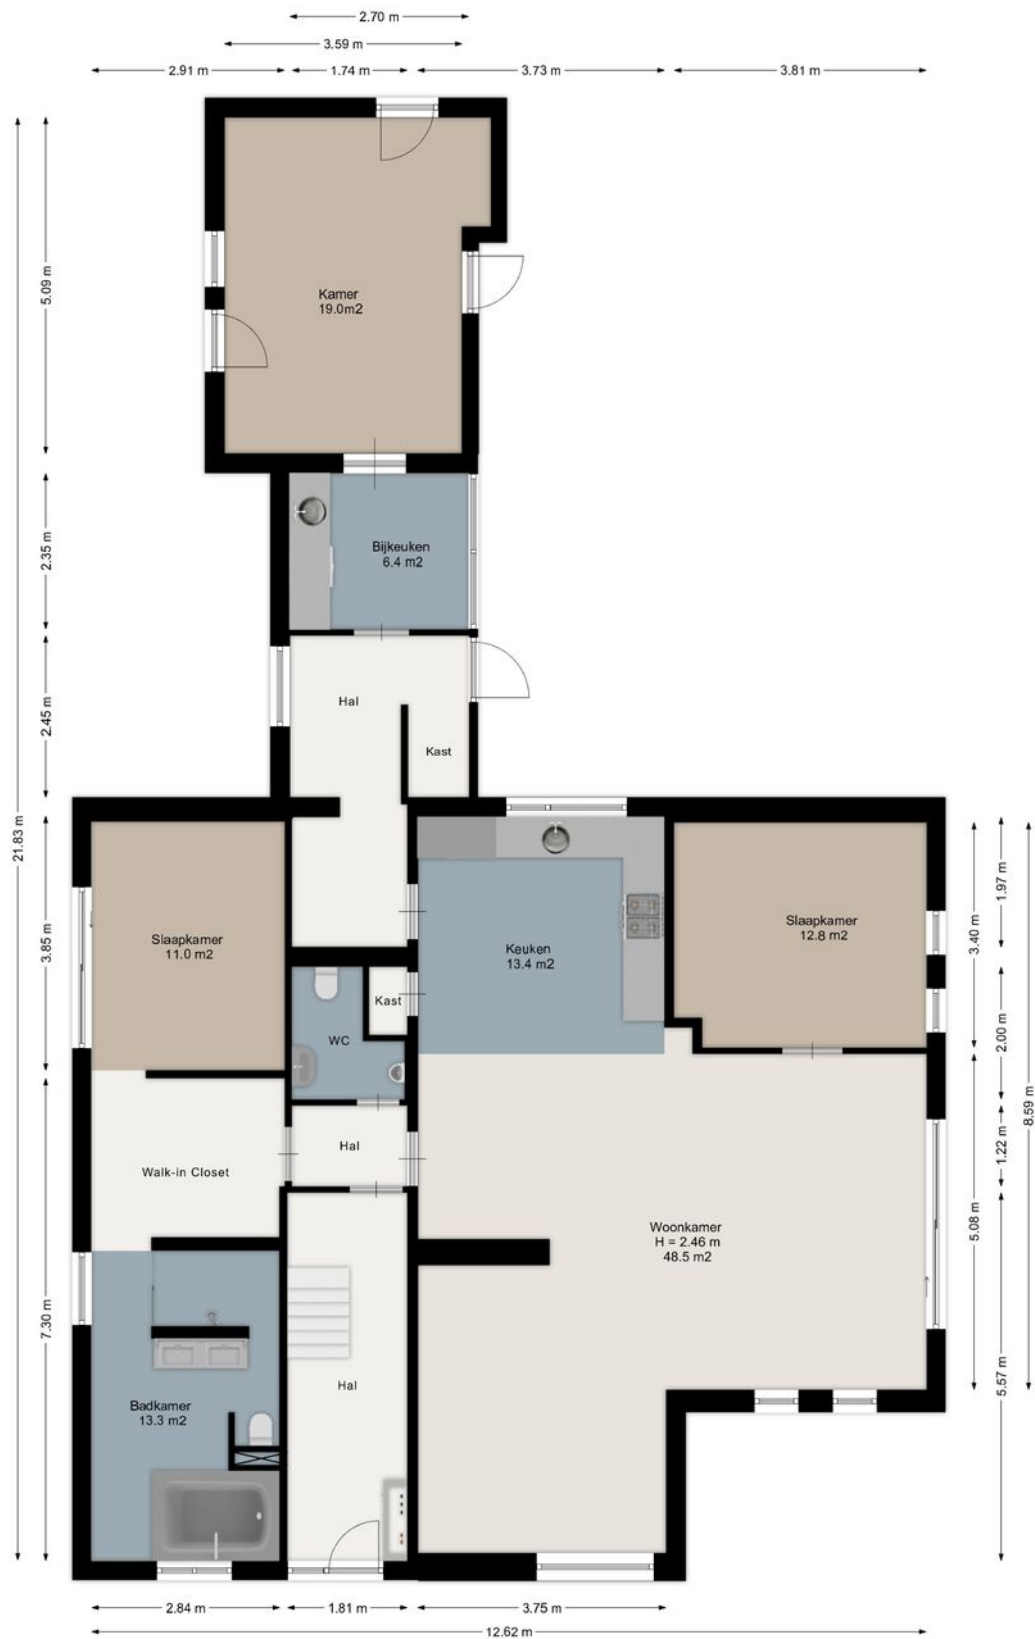 2.70 m
3.59 m
2.91 m
1.74 m
3.73 m
3.81 m
5.09 m
Kamer
19.0m2
2.35 m
Bijkeuken
6.4 m2
2.45 m
Hal
Kast
21.83 m
3.85 m
Slaapkamer
11.0 m2
Keuken
13.4 m2
Slaapkamer
12.8 m2
3.40 m
1.97 m
Kast
WC
2.00 m
8.59 m
Hal
1.22 m
Walk-in Closet
Woonkamer
H = 2.46 m
48.5 m2
5.08 m
7.30 m
5.57 m
Hal
Badkamer
13.3 m2
2.84 m
1.81 m
3.75 m
12.62 m